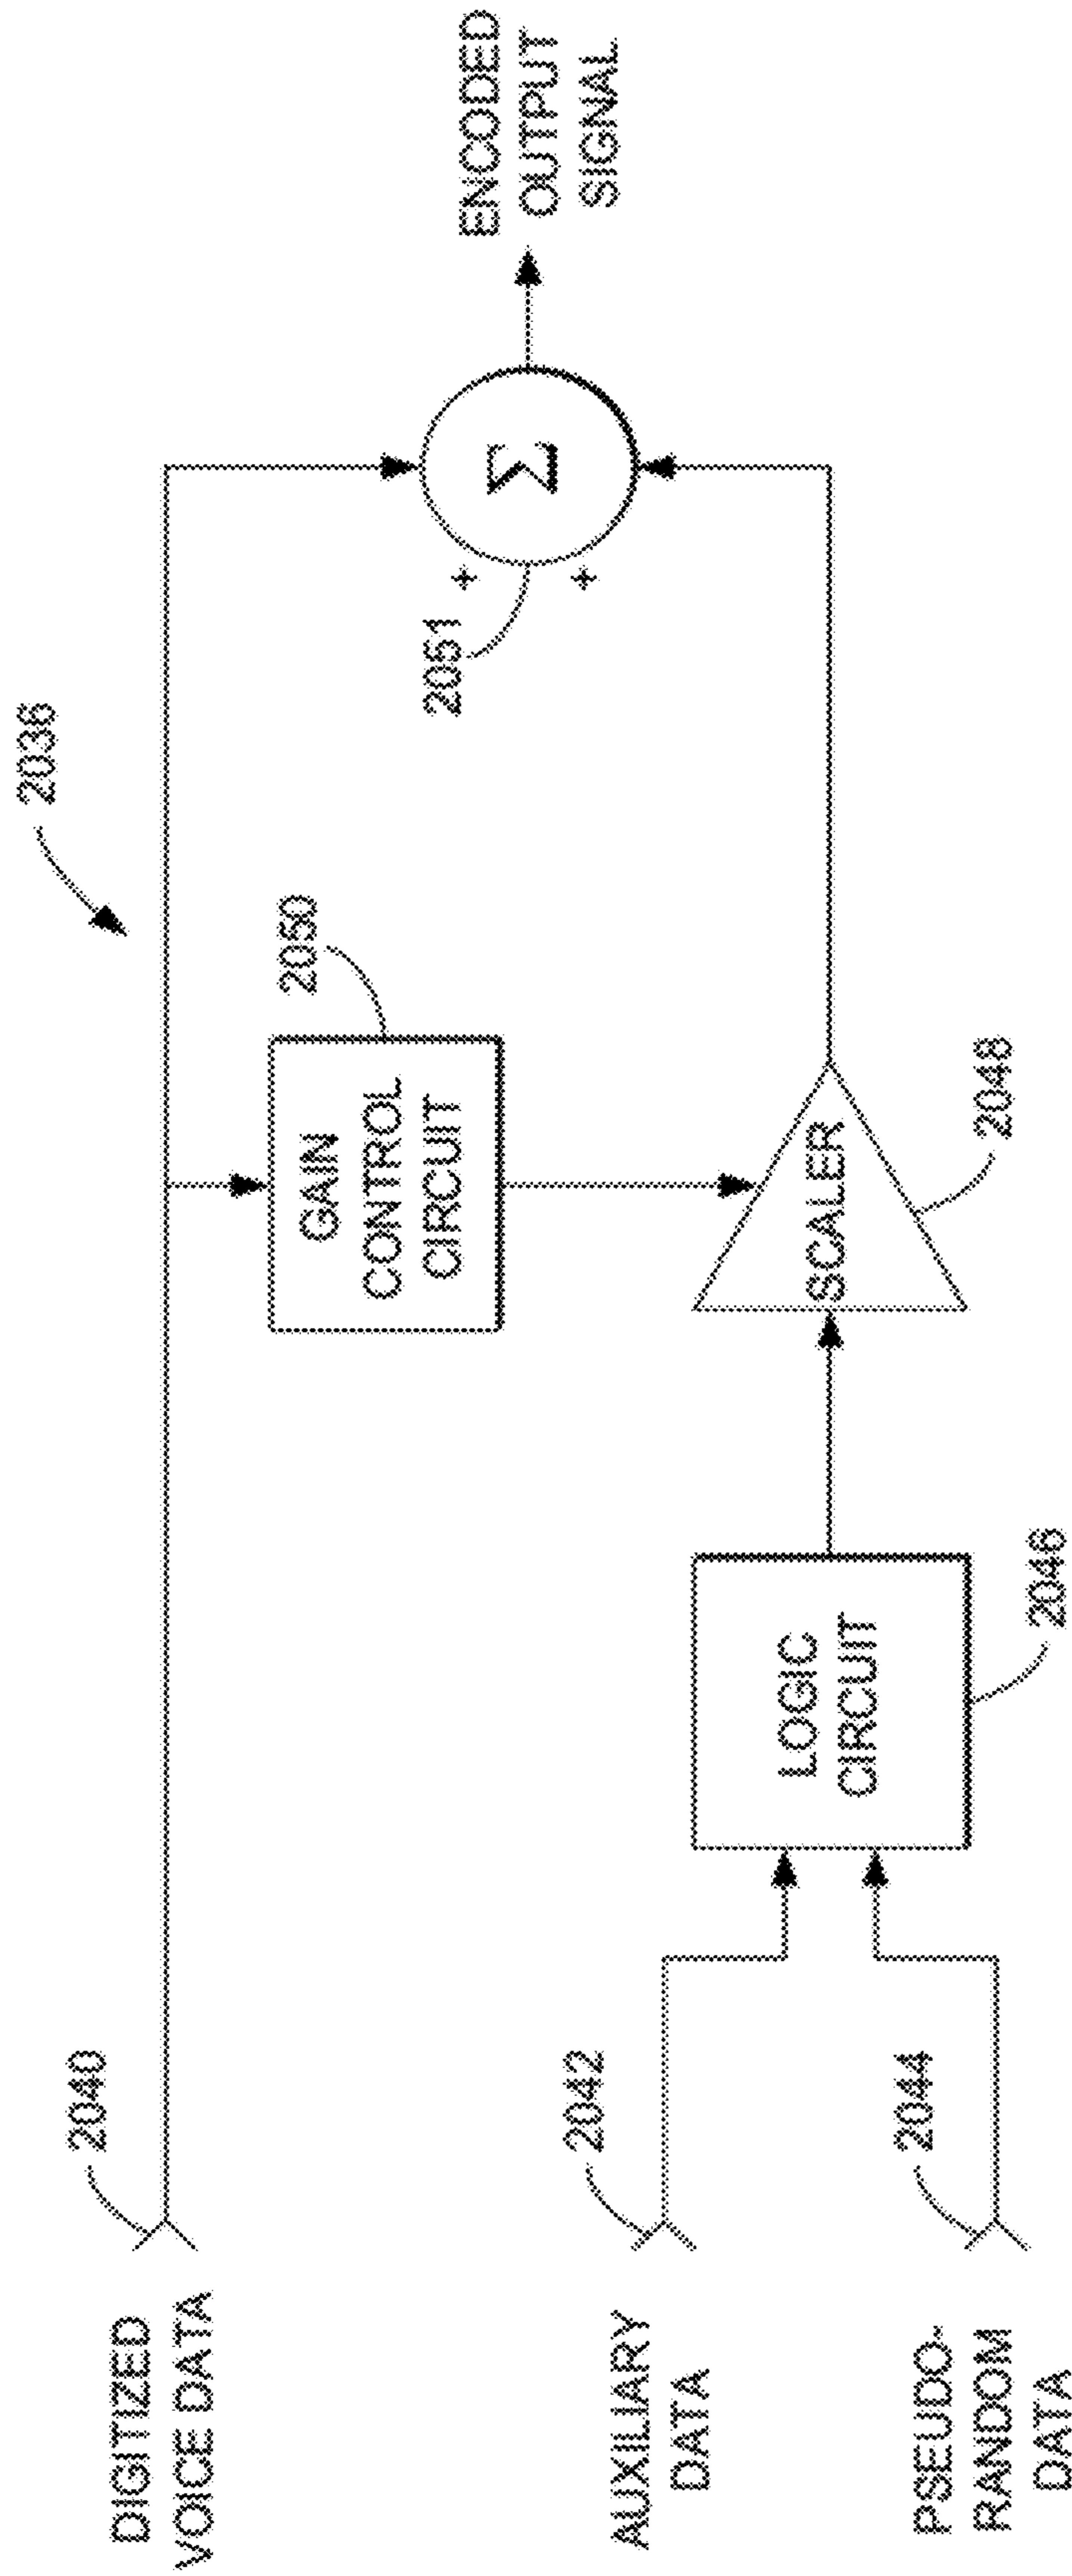 2036
DIGITIZED
VOICE DATA
2040
GAIN
CONTROL
CIRCUIT
2050
2051
+
Σ
+
ENCODED
OUTPUT
SIGNAL
AUXILIARY
DATA
2042
LOGIC
CIRCUIT
2046
SCALER
2048
PSEUDO-
RANDOM
DATA
2044